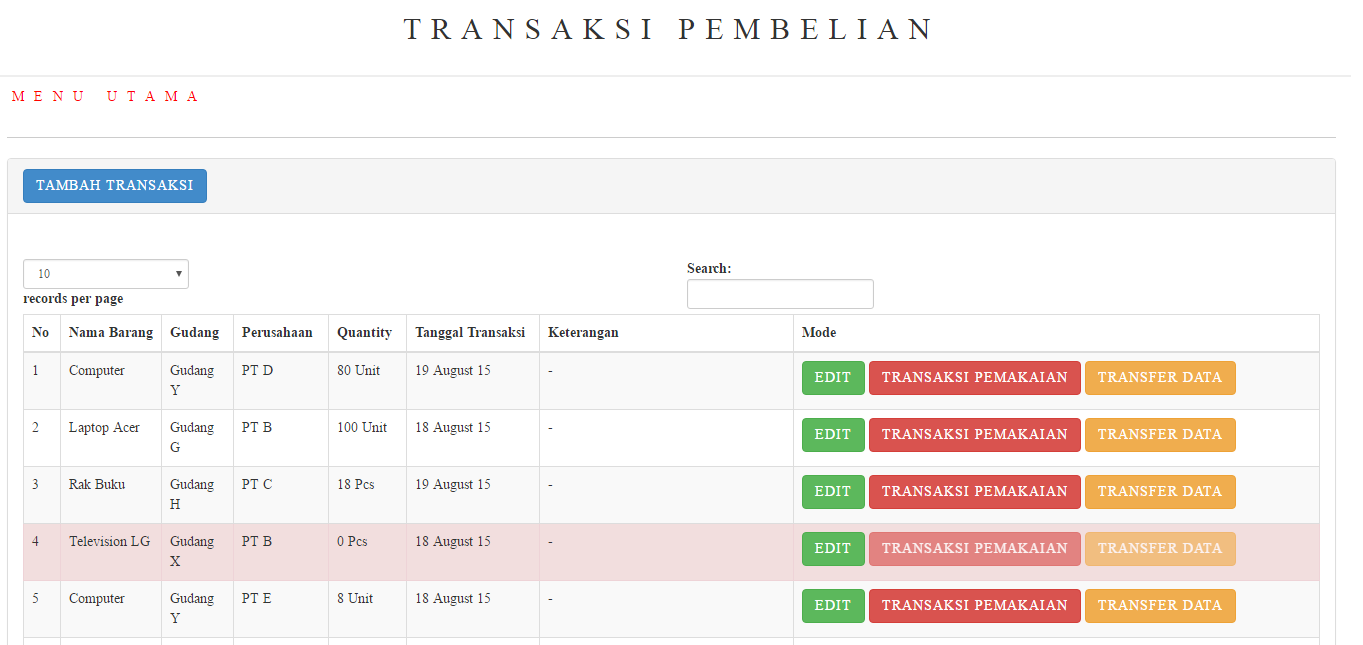 TRANSAKSI PEMBELIAN
MENU UTAMA
TAMBAH TRANSAKSI
10
records per page
Search:
No Nama Barang Gudang Perusahaan Quantity Tanggal Transaksi Keterangan Mode
1 Computer Gudang Y PT D 80 Unit 19 August 15 - EDIT TRANSAKSI PEMAKAIAN TRANSFER DATA
2 Laptop Acer Gudang G PT B 100 Unit 18 August 15 - EDIT TRANSAKSI PEMAKAIAN TRANSFER DATA
3 Rak Buku Gudang H PT C 18 Pcs 19 August 15 - EDIT TRANSAKSI PEMAKAIAN TRANSFER DATA
4 Television LG Gudang X PT B 0 Pcs 18 August 15 - EDIT TRANSAKSI PEMAKAIAN TRANSFER DATA
5 Computer Gudang Y PT E 8 Unit 18 August 15 - EDIT TRANSAKSI PEMAKAIAN TRANSFER DATA